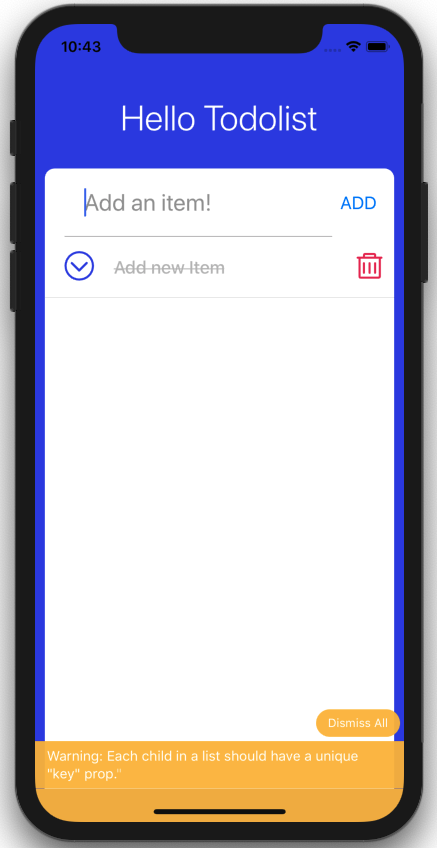 10:43
Hello Todolist
Add an item!
ADD
Add new Item
Dismiss All
Warning: Each child in a list should have a unique
"key" prop.''